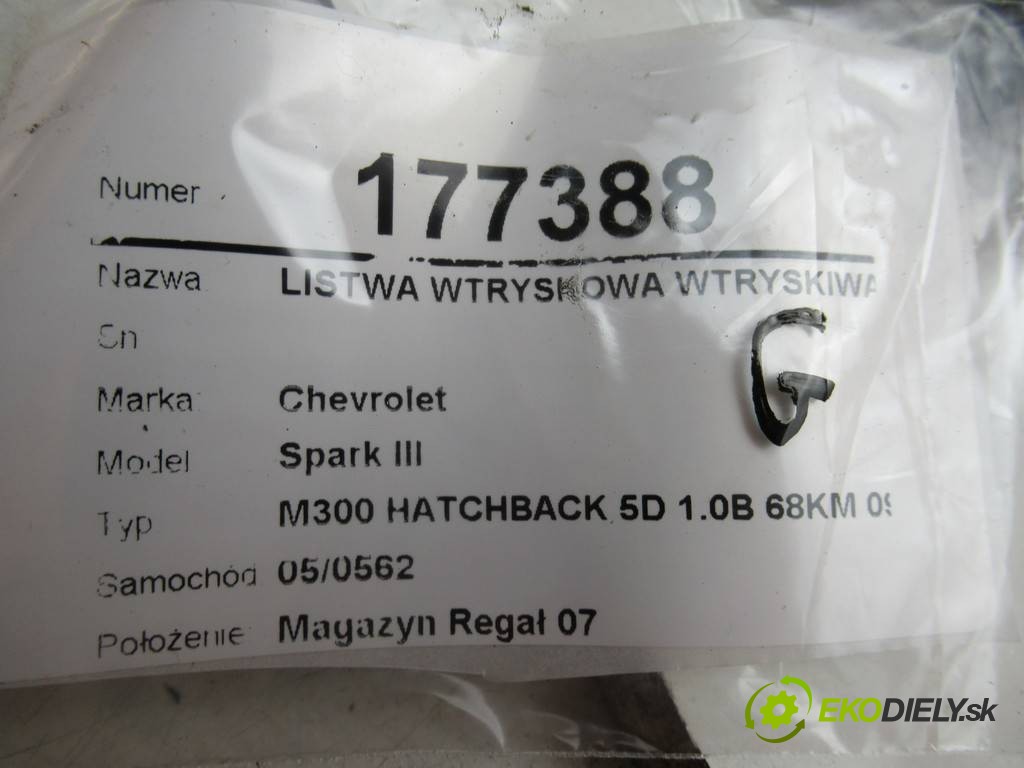 Numer 177388
Nazwa LISTWA WTRYSKOWA WTRYSKIWA
Sn
G
Marka Chevrolet
Model Spark III
Typ M300 HATCHBACK 5D 1.0B 68KM 09
Samochód 05/0562
Położenie Magazyn Regał 07
EKODIELY.sk